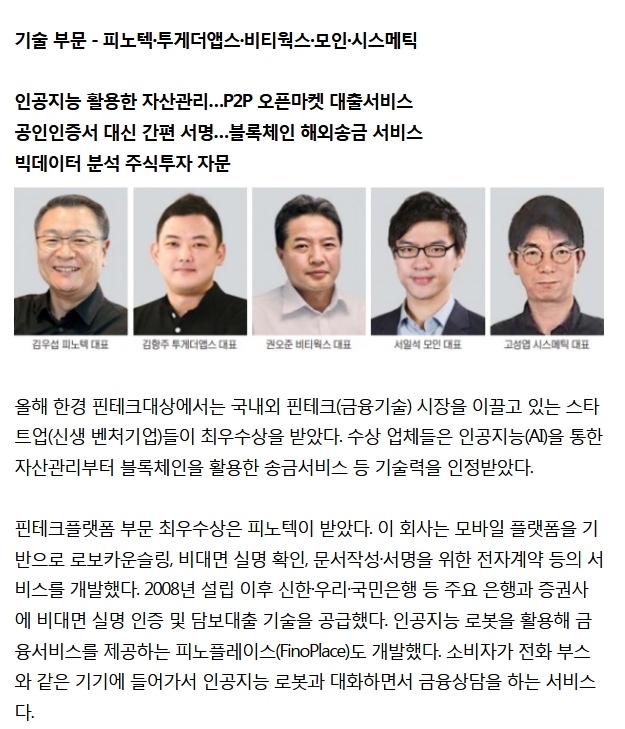 기술 부문 - 피노텍·투게더앱스·비티웍스·모인·시스메틱
인공지능 활용한 자산관리…P2P 오픈마켓 대출서비스
공인인증서 대신 간편 서명…블록체인 해외송금 서비스
빅데이터 분석 주식투자 자문
김우섭 피노텍 대표 김항주 투게더앱스 대표 권오준 비티웍스 대표 서일석 모인 대표 고성엽 시스메틱 대표
올해 한경 핀테크대상에서는 국내외 핀테크(금융기술) 시장을 이끌고 있는 스타
트업(신생 벤처기업)들이 최우수상을 받았다. 수상 업체들은 인공지능(AI)을 통한
자산관리부터 블록체인을 활용한 송금서비스 등 기술력을 인정받았다.
핀테크플랫폼 부문 최우수상은 피노텍이 받았다. 이 회사는 모바일 플랫폼을 기
반으로 로보카운슬링, 비대면 실명 확인, 문서작성·서명을 위한 전자계약 등의 서
비스를 개발했다. 2008년 설립 이후 신한·우리·국민은행 등 주요 은행과 증권사
에 비대면 실명 인증 및 담보대출 기술을 공급했다. 인공지능 로봇을 활용해 금
융서비스를 제공하는 피노플레이스(FinoPlace)도 개발했다. 소비자가 전화 부스
와 같은 기기에 들어가서 인공지능 로봇과 대화하면서 금융상담을 하는 서비스
다.